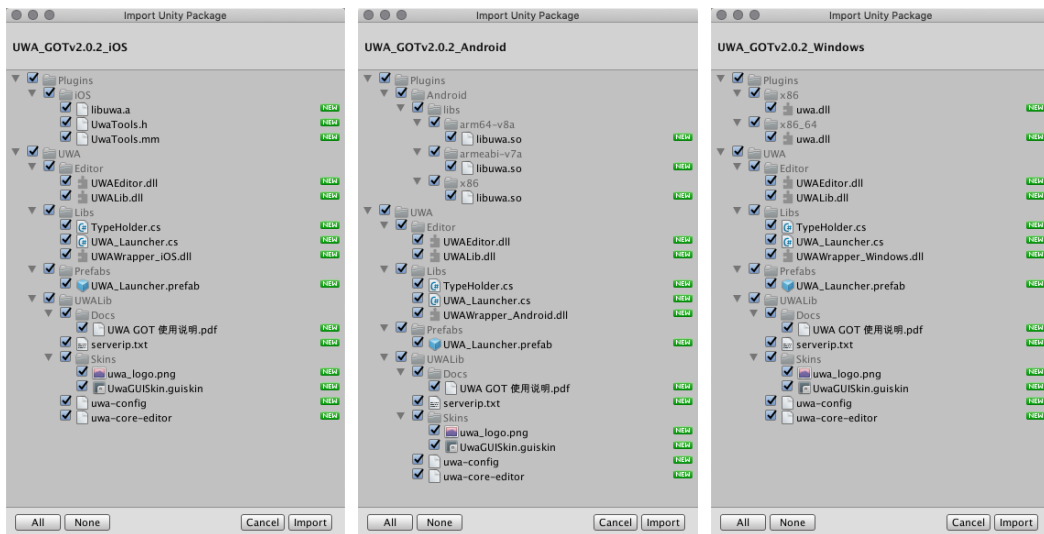 Import Unity Package
UWA_GOTv2.0.2_iOS
Plugins
iOS
libuwa.a NEW
UwaTools.h NEW
UwaTools.mm NEW
UWA
Editor
UWAEditor.dll NEW
UWALib.dll NEW
Libs
TypeHolder.cs NEW
UWA_Launcher.cs NEW
UWAWrapper_iOS.dll NEW
Prefabs
UWA_Launcher.prefab NEW
UWALib
Docs
UWA GOT 使用说明.pdf NEW
serverip.txt NEW
Skins
uwa_logo.png NEW
UwaGUISkin.guiskin NEW
uwa-config NEW
uwa-core-editor NEW
All None Cancel Import
Import Unity Package
UWA_GOTv2.0.2_Android
Plugins
Android
libs
arm64-v8a
libuwa.so NEW
armeabi-v7a
libuwa.so NEW
x86
libuwa.so NEW
UWA
Editor
UWAEditor.dll NEW
UWALib.dll NEW
Libs
TypeHolder.cs NEW
UWA_Launcher.cs NEW
UWAWrapper_Android.dll NEW
Prefabs
UWA_Launcher.prefab NEW
UWALib
Docs
UWA GOT 使用说明.pdf NEW
serverip.txt NEW
Skins
uwa_logo.png NEW
UwaGUISkin.guiskin NEW
uwa-config NEW
uwa-core-editor NEW
All None Cancel Import
Import Unity Package
UWA_GOTv2.0.2_Windows
Plugins
x86
uwa.dll NEW
x86_64
uwa.dll NEW
UWA
Editor
UWAEditor.dll NEW
UWALib.dll NEW
Libs
TypeHolder.cs NEW
UWA_Launcher.cs NEW
UWAWrapper_Windows.dll NEW
Prefabs
UWA_Launcher.prefab NEW
UWALib
Docs
UWA GOT 使用说明.pdf NEW
serverip.txt NEW
Skins
uwa_logo.png NEW
UwaGUISkin.guiskin NEW
uwa-config NEW
uwa-core-editor NEW
All None Cancel Import